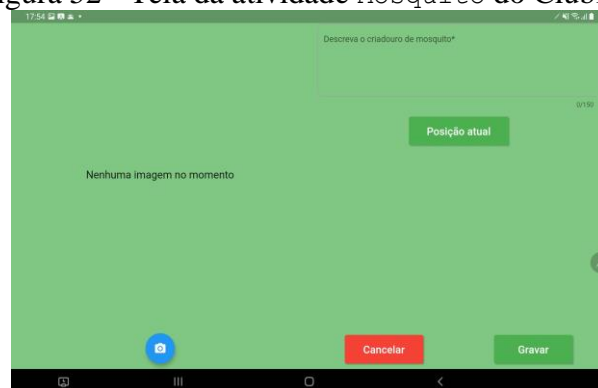 gura 32 - Tela da atividade Mosquito do Club
17:54
Descreva o criadouro de mosquito*
0/150
Posição atual
Nenhuma imagem no momento
Cancelar
Gravar